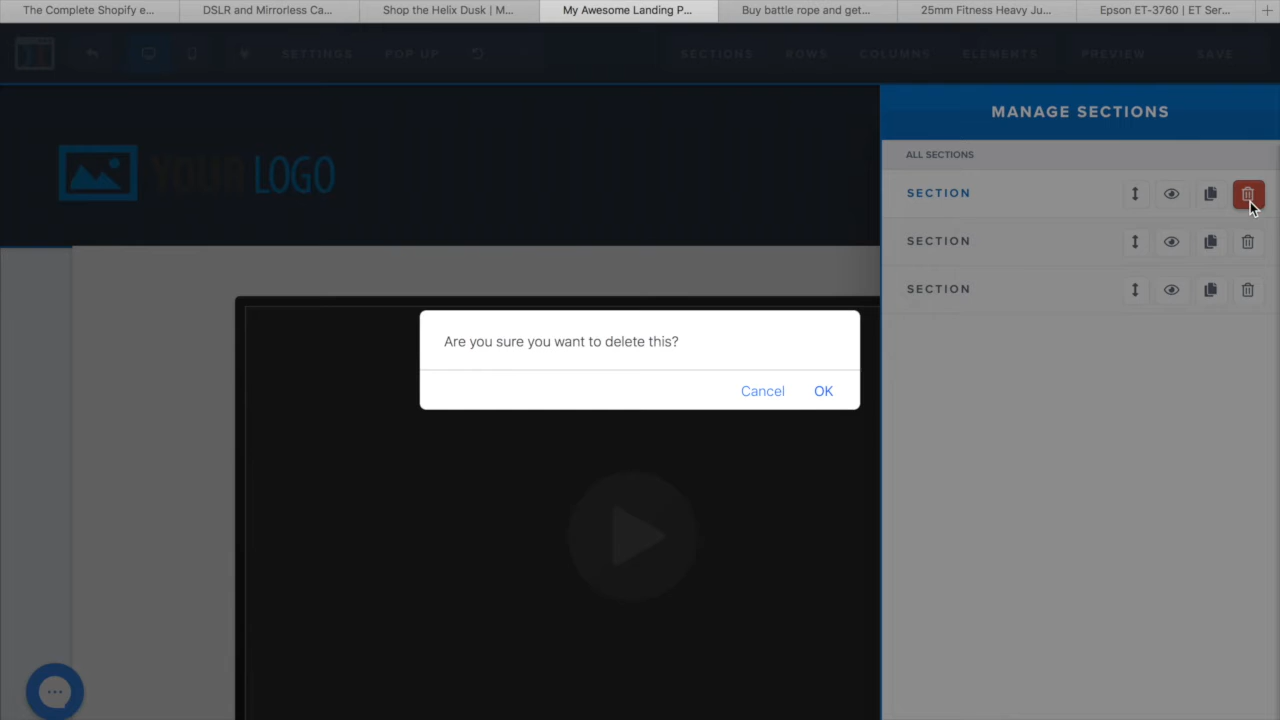 The Complete Shopify e...
DSLR and Mirrorless Ca...
Shop the Helix Dusk | M...
My Awesome Landing P...
Buy battle rope and get...
25mm Fitness Heavy Ju...
Epson ET-3760 | ET Ser...
SETTINGS
POP UP
SECTIONS
ROWS
COLUMNS
ELEMENTS
PREVIEW
SAVE
MANAGE SECTIONS
ALL SECTIONS
YOUR LOGO
SECTION
SECTION
SECTION
Are you sure you want to delete this?
Cancel
OK